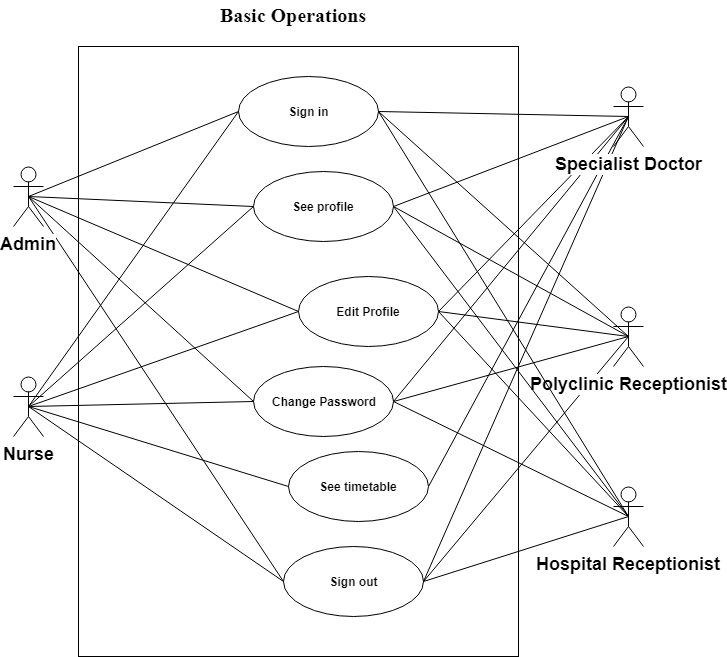 Basic Operations
Sign in
Specialist Doctor
See profile
Admin
Edit Profile
Polyclinic Receptionist
Change Password
Nurse
See timetable
Hospital Receptionist
Sign out